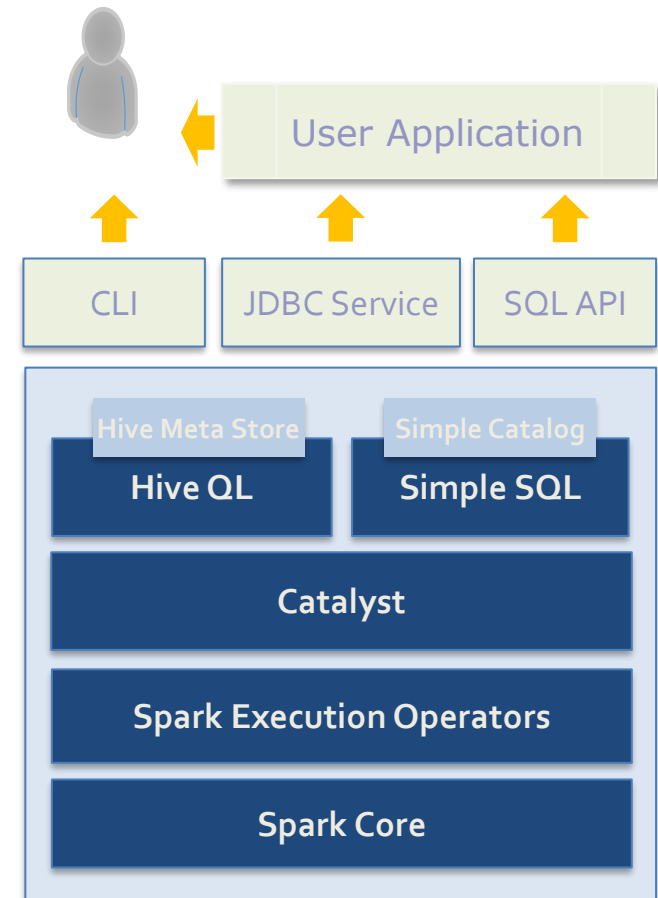 User Application
CLI
JDBC Service
SQL API
Hive Meta Store
Simple Catalog
Hive QL
Simple SQL
Catalyst
Spark Execution Operators
Spark Core